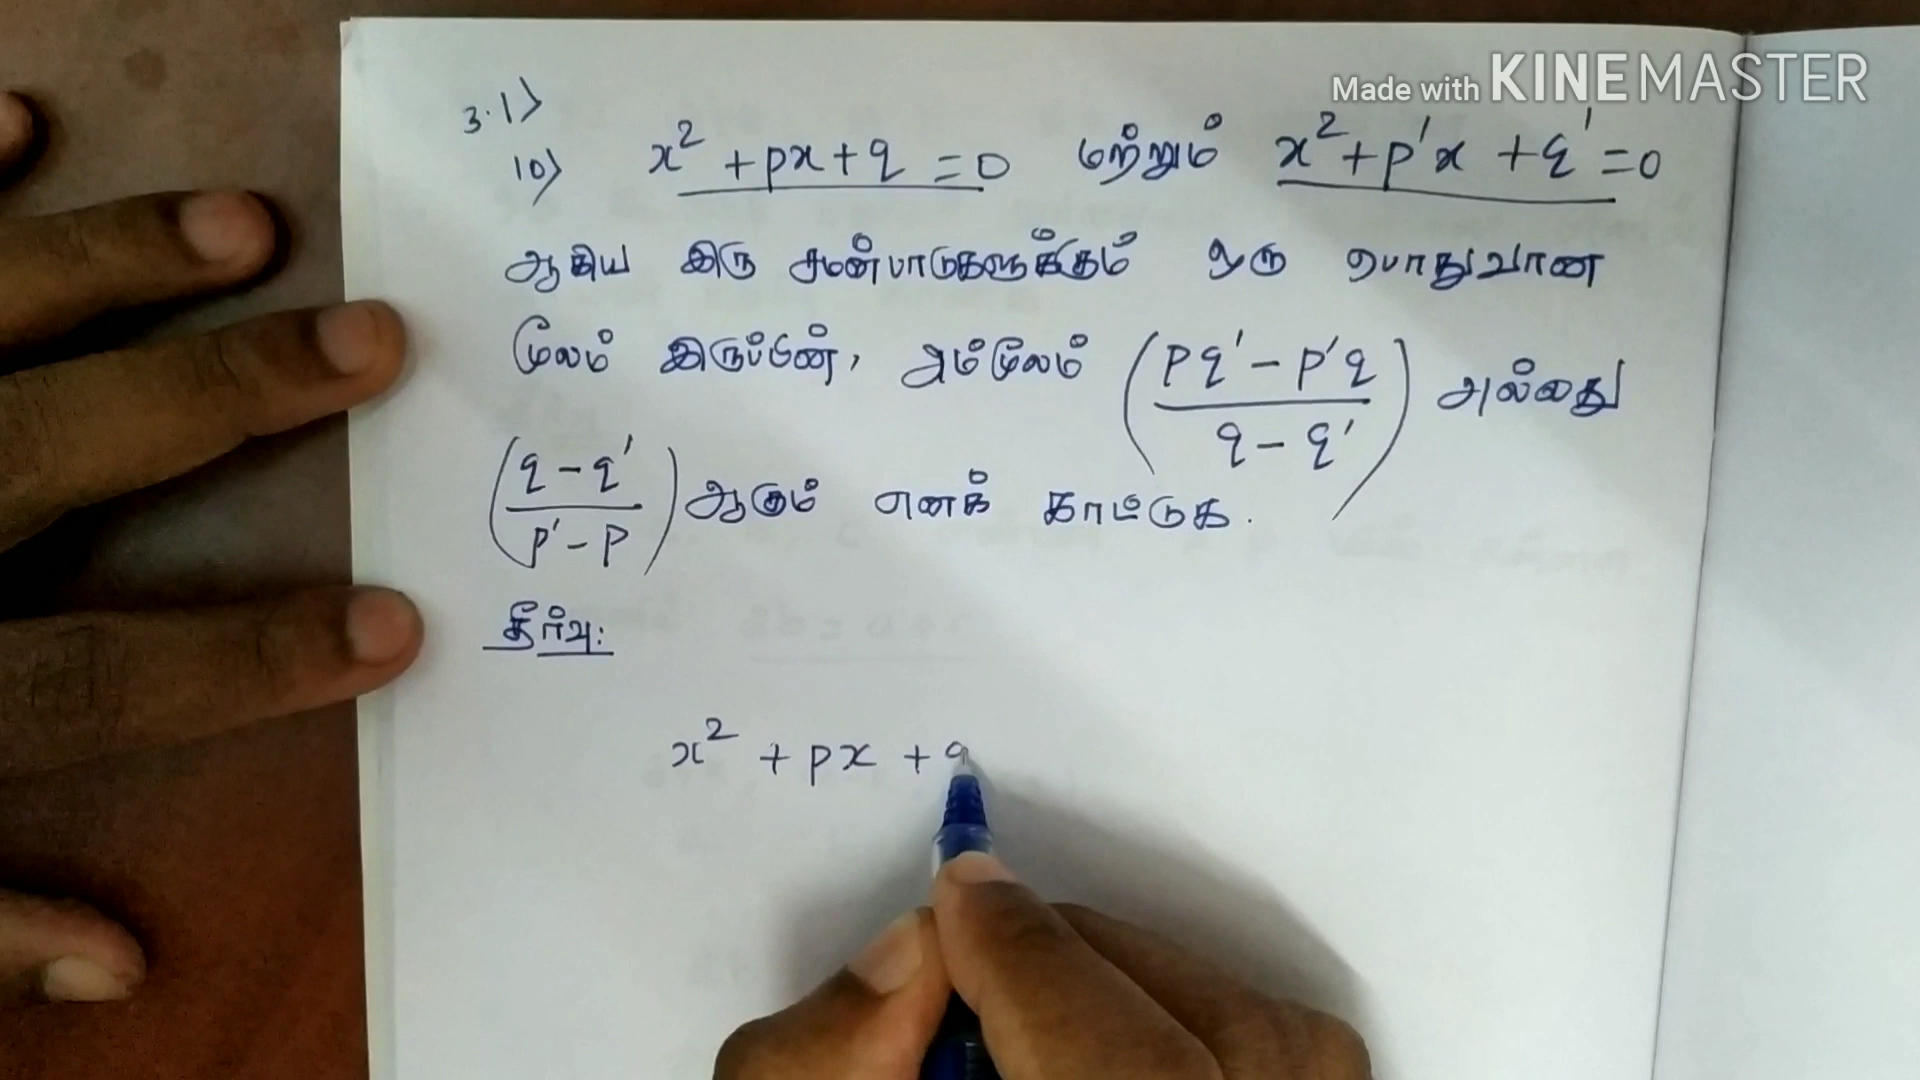 Made with KINEMASTER
3.1)
10) x² + px + q = 0 மற்றும் x² + p'x + q' = 0
ஆகிய இரு சமன்பாடுகளுக்கும் ஒரு பொதுவான
மூலம் இருப்பின், அம்மூலம் (pq' - p'q / q - q') அல்லது
(q - q' / p' - p) ஆகும் எனக் காட்டுக.
தீர்வு:
x² + px + q